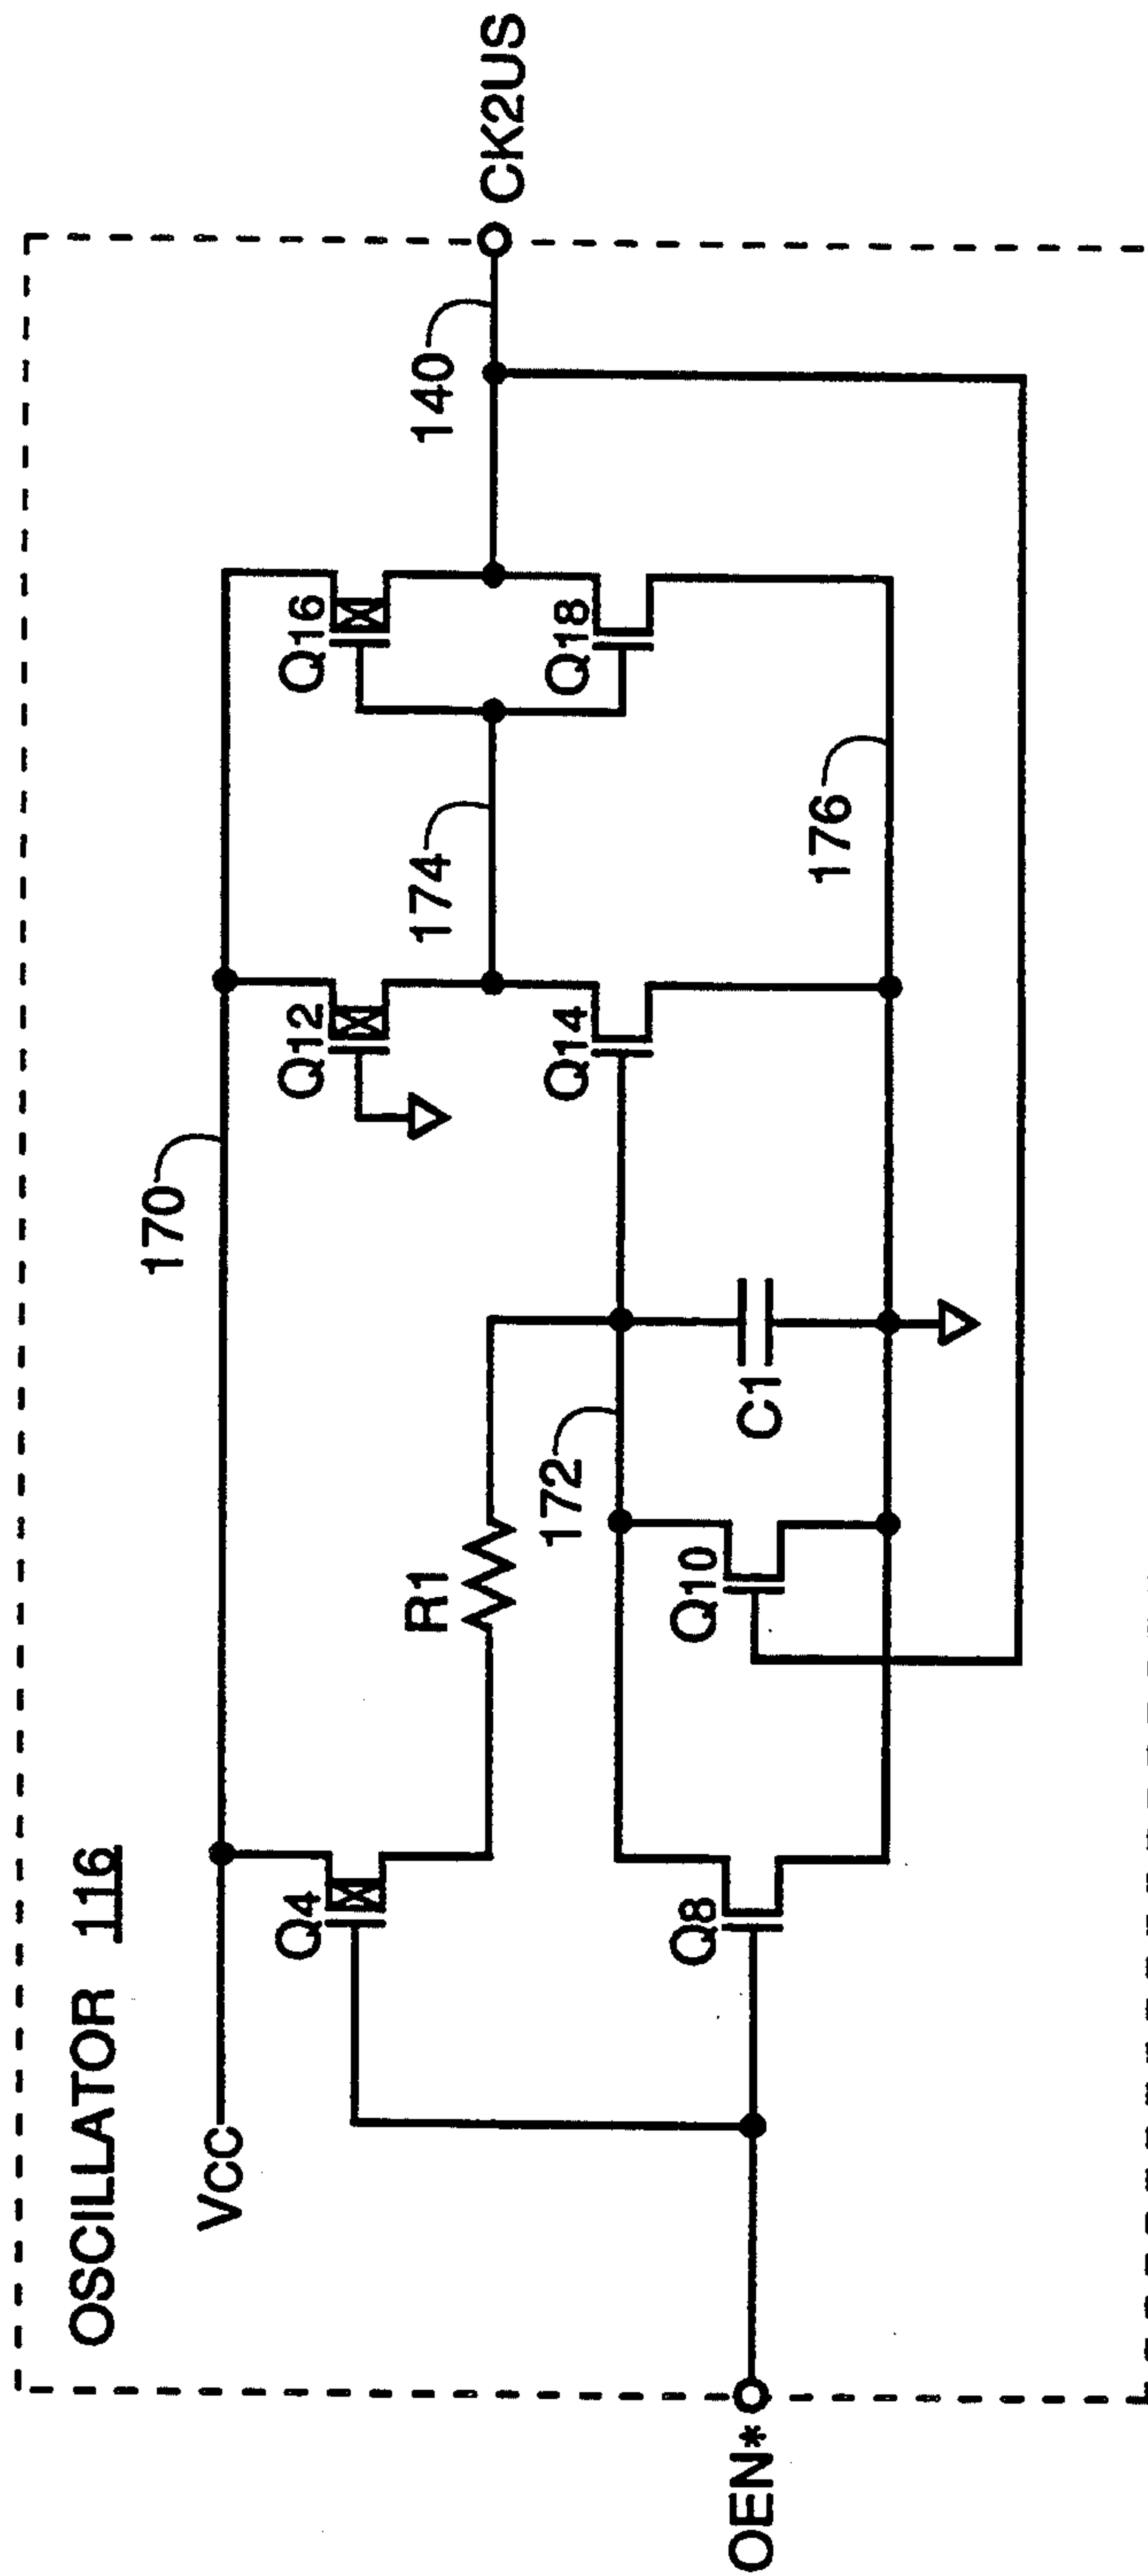 OSCILLATOR 116
VCC
170
Q4
Q12
Q16
R1
174
140
CK2US
172
Q14
Q18
Q8
Q10
C1
176
OEN*